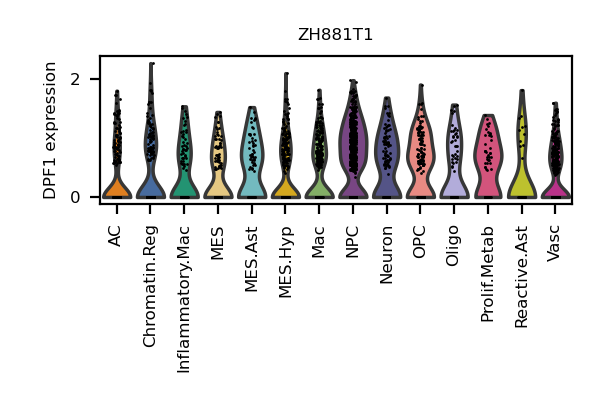 ZH881T1
DPF1 expression
2
0
AC
Chromatin.Reg
Inflammatory.Mac
MES
MES.Ast
MES.Hyp
Mac
NPC
Neuron
OPC
Oligo
Prolif.Metab
Reactive.Ast
Vasc